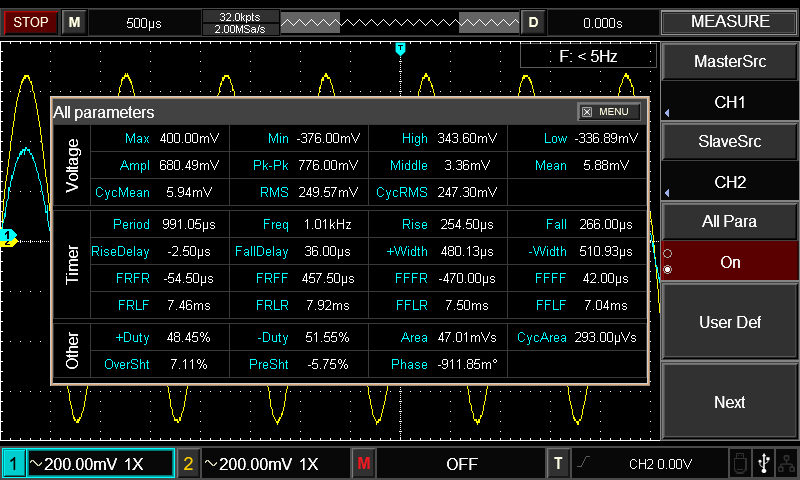 STOP M 500µs 32.0kpts D 0.000s MEASURE
2.00MSa/s
T
F: < 5Hz
MasterSrc
CH1
SlaveSrc
CH2
All Para
On
User Def
Next
All parameters MENU
Voltage
Max 400.00mV Min -376.00mV High 343.60mV Low -336.89mV
Ampl 680.49mV Pk-Pk 776.00mV Middle 3.36mV Mean 5.88mV
CycMean 5.94mV RMS 249.57mV CycRMS 247.30mV
Timer
Period 991.05µs Freq 1.01kHz Rise 254.50µs Fall 266.00µs
RiseDelay -2.50µs FallDelay 36.00µs +Width 480.13µs -Width 510.93µs
FRFR -54.50µs FRFF 457.50µs FFFR -470.00µs FFFF 42.00µs
FRLF 7.46ms FRLR 7.92ms FFLR 7.50ms FFLF 7.04ms
Other
+Duty 48.45% -Duty 51.55% Area 47.01mVs CycArea 293.00µVs
OverSht 7.11% PreSht -5.75% Phase -911.85m°
1
2
1 ~200.00mV 1X 2 ~200.00mV 1X M OFF T CH2 0.00V